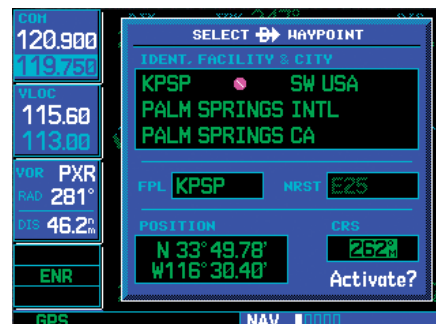 COM
120.900
119.750
VLOC
115.60
113.00
VOR PXR
RAD 281°
DIS 46.2nm
ENR
GPS
SELECT D WAYPOINT
IDENT, FACILITY & CITY
KPSP SW USA
PALM SPRINGS INTL
PALM SPRINGS CA
FPL KPSP NRST E25
POSITION CRS
N 33°49.78' 262°M
W116°30.40'
Activate?
NAV